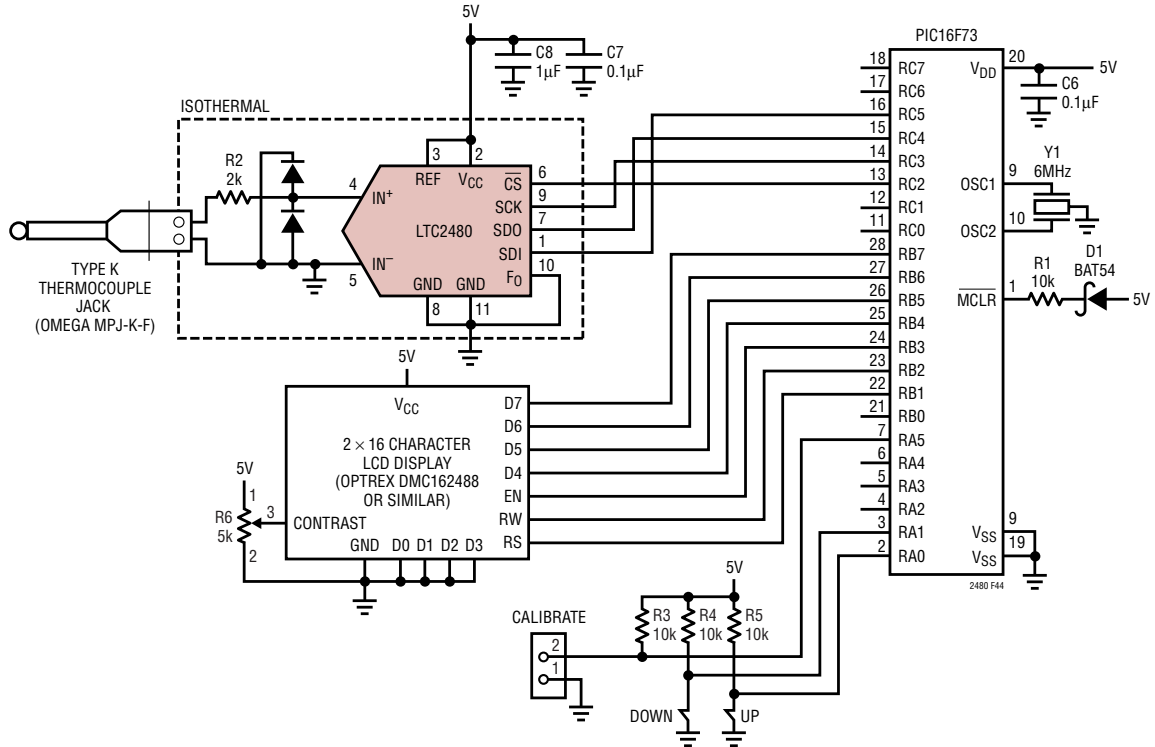 5V
C8
1µF
C7
0.1µF
ISOTHERMAL
R2
2k
4
IN+
IN−
5
3
REF
2
VCC
LTC2480
GND
8
GND
11
CS
6
SCK
9
SDO
7
SDI
1
FO
10
TYPE K
THERMOCOUPLE
JACK
(OMEGA MPJ-K-F)
PIC16F73
18 RC7
17 RC6
16 RC5
15 RC4
14 RC3
13 RC2
12 RC1
11 RC0
28 RB7
27 RB6
26 RB5
25 RB4
24 RB3
23 RB2
22 RB1
21 RB0
7 RA5
6 RA4
5 RA3
4 RA2
3 RA1
2 RA0
VDD 20
5V
C6
0.1µF
Y1
6MHz
OSC1 9
OSC2 10
D1
BAT54
R1
10k
MCLR 1
5V
VSS 9
VSS 19
2480 F44
5V
VCC
2 × 16 CHARACTER
LCD DISPLAY
(OPTREX DMC162488
OR SIMILAR)
CONTRAST
GND D0 D1 D2 D3
D7
D6
D5
D4
EN
RW
RS
5V
1
R6
5k
3
2
CALIBRATE
2
1
5V
R3
10k
R4
10k
R5
10k
DOWN
UP